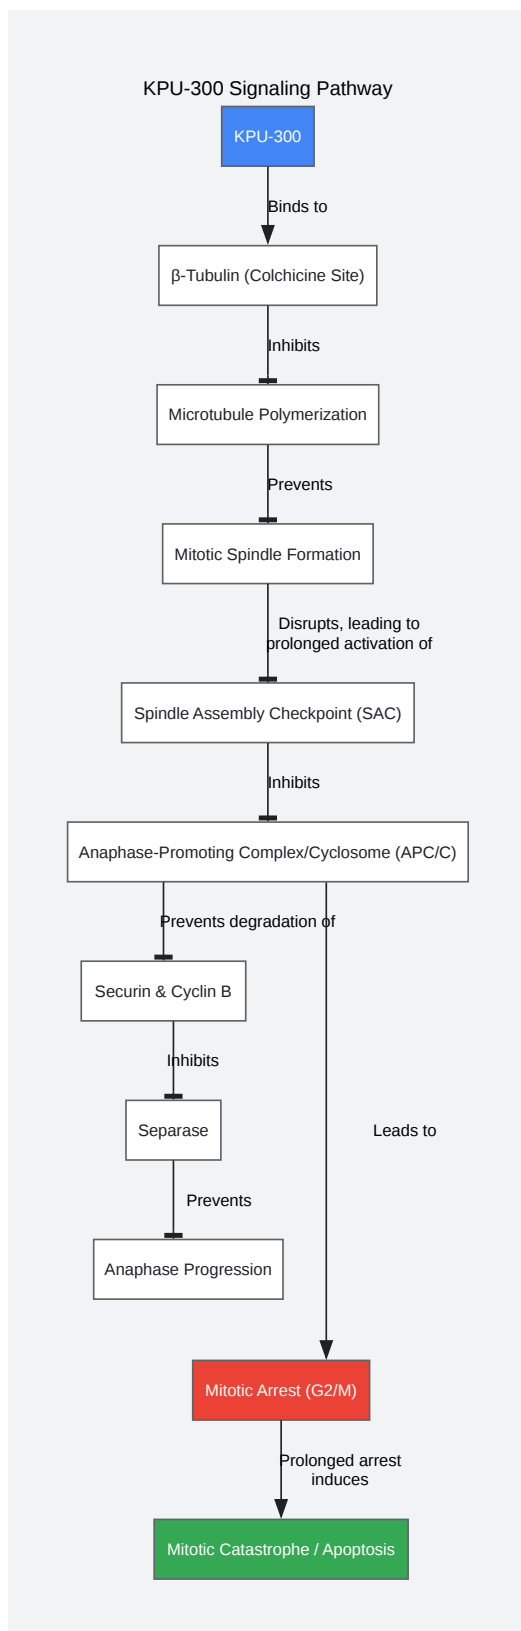 KPU-300 Signaling Pathway
KPU-300
Binds to
β-Tubulin (Colchicine Site)
Inhibits
Microtubule Polymerization
Prevents
Mitotic Spindle Formation
Disrupts, leading to
prolonged activation of
Spindle Assembly Checkpoint (SAC)
Inhibits
Anaphase-Promoting Complex/Cyclosome (APC/C)
Prevents degradation of
Securin & Cyclin B
Inhibits
Separase
Leads to
Prevents
Anaphase Progression
Mitotic Arrest (G2/M)
Prolonged arrest
induces
Mitotic Catastrophe / Apoptosis